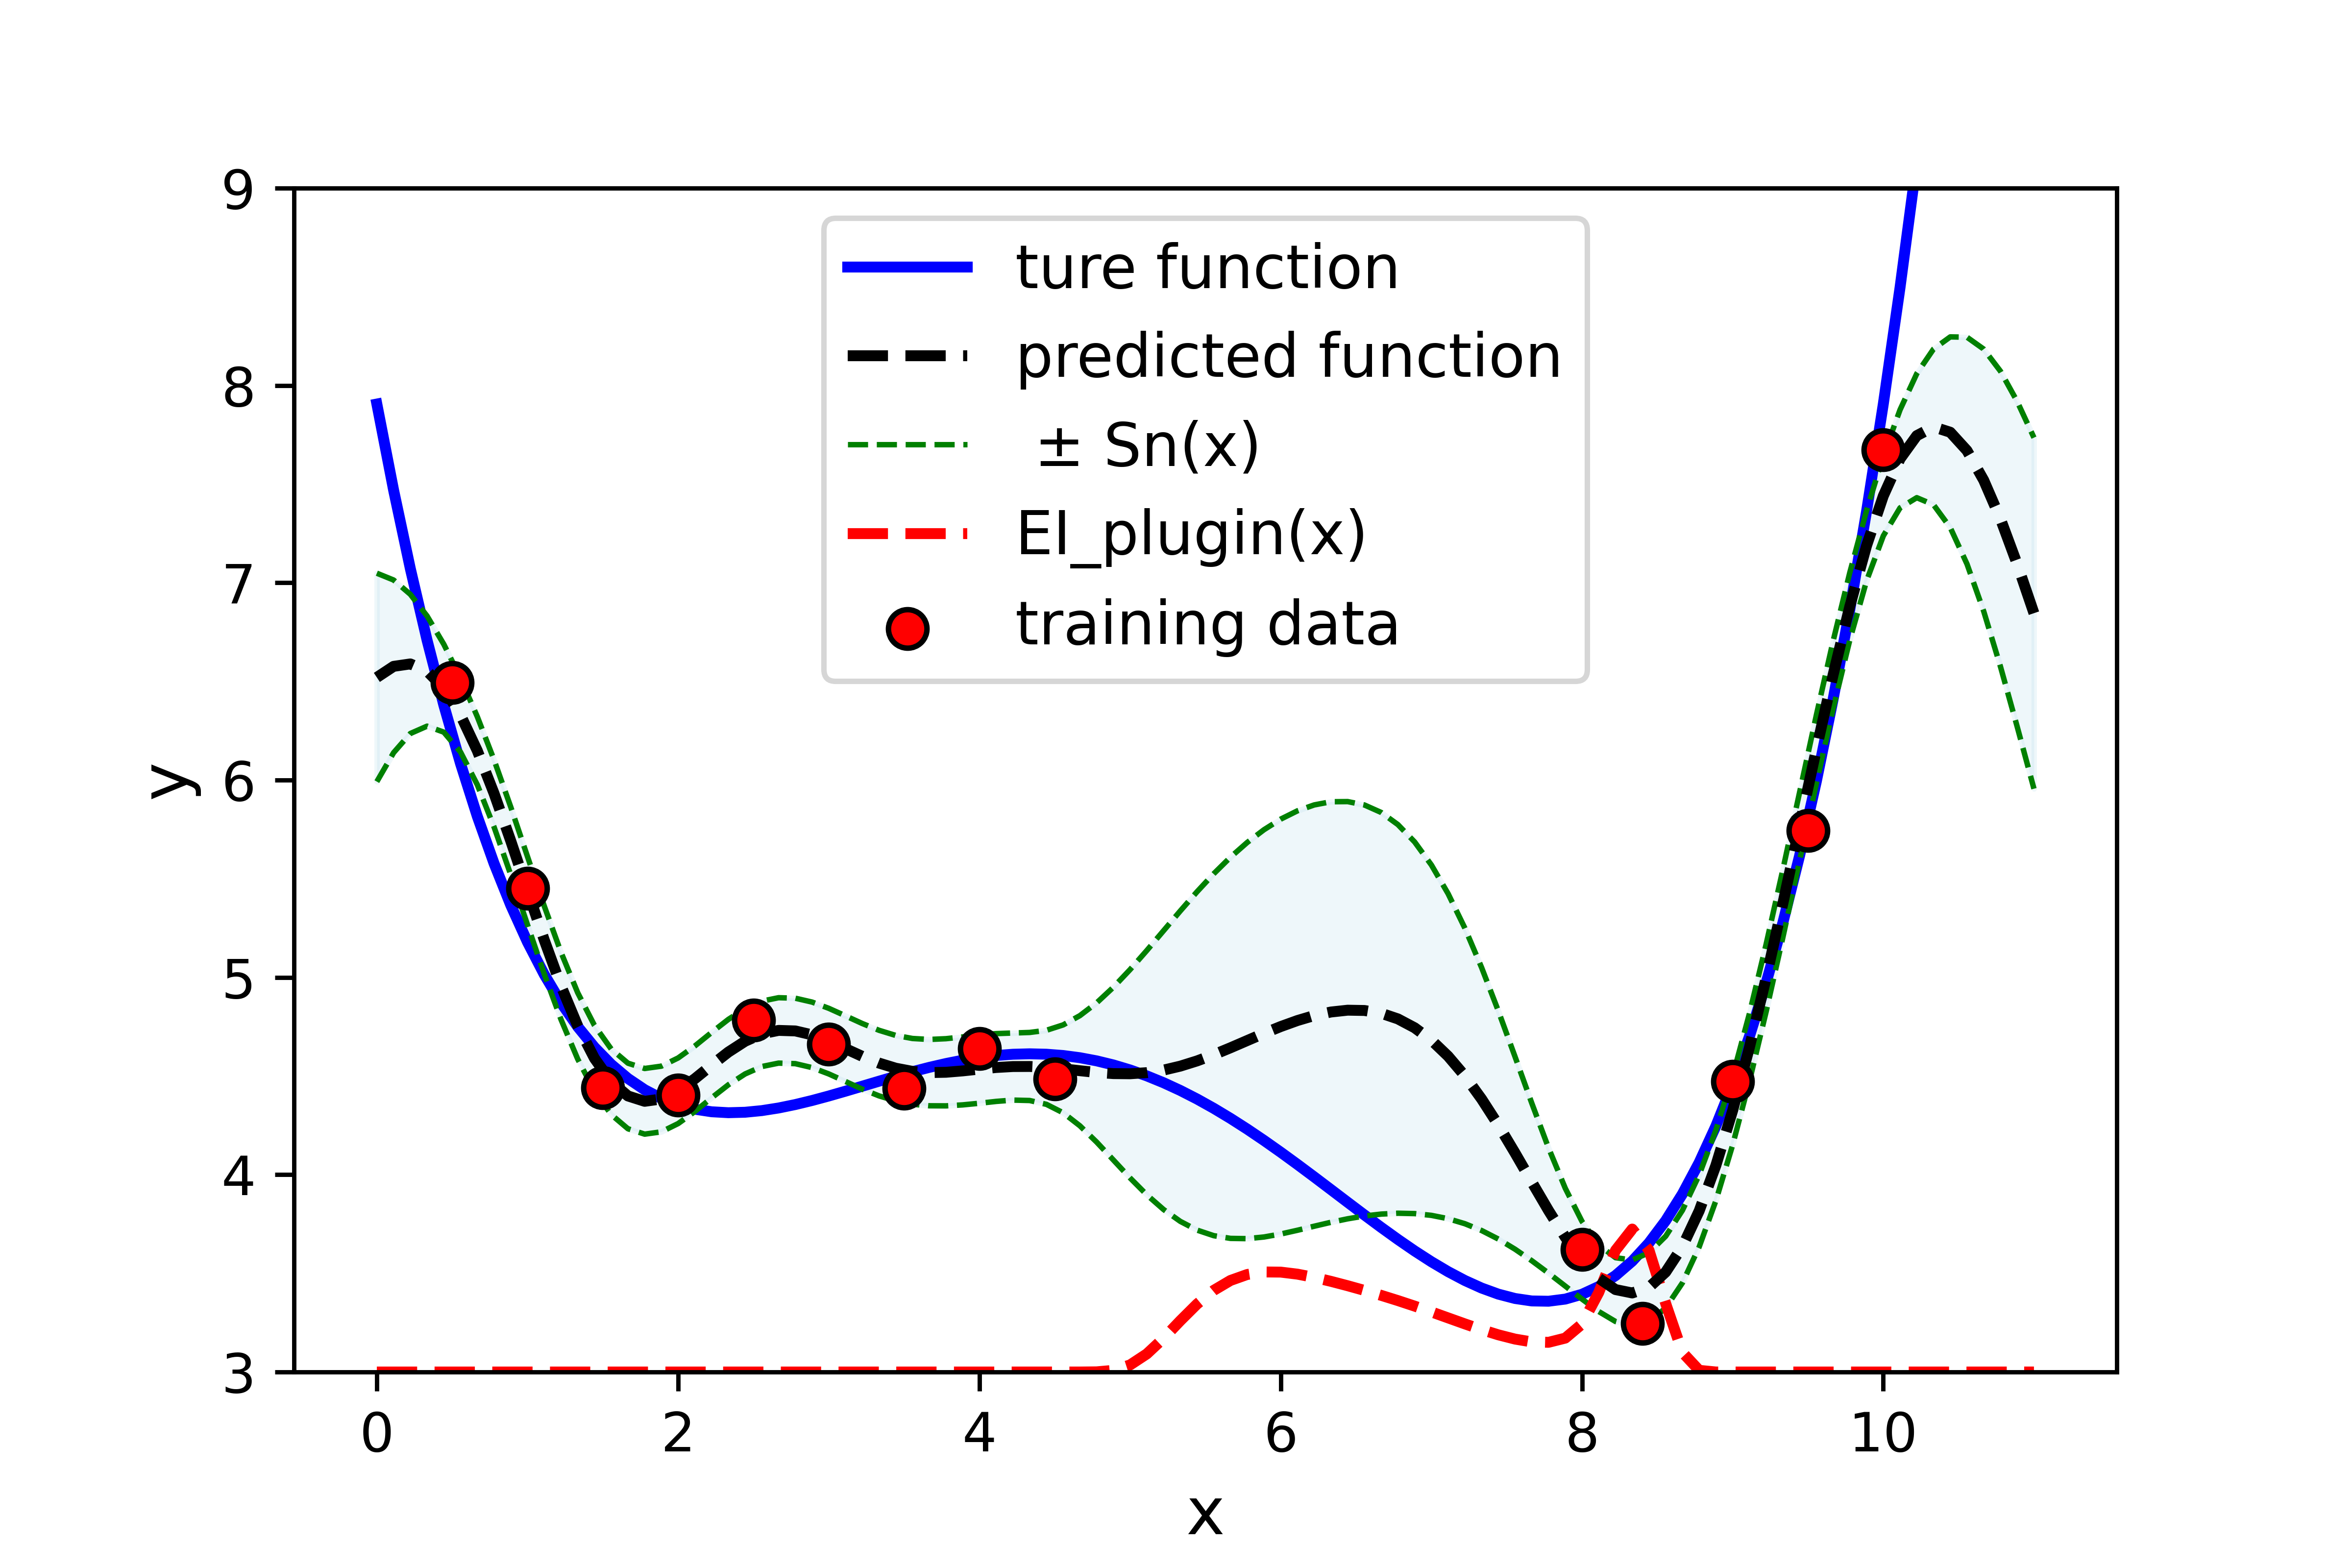 ture function
predicted function
± Sn(x)
EI_plugin(x)
training data
9
8
7
6
5
4
3
y
0 2 4 6 8 10
x